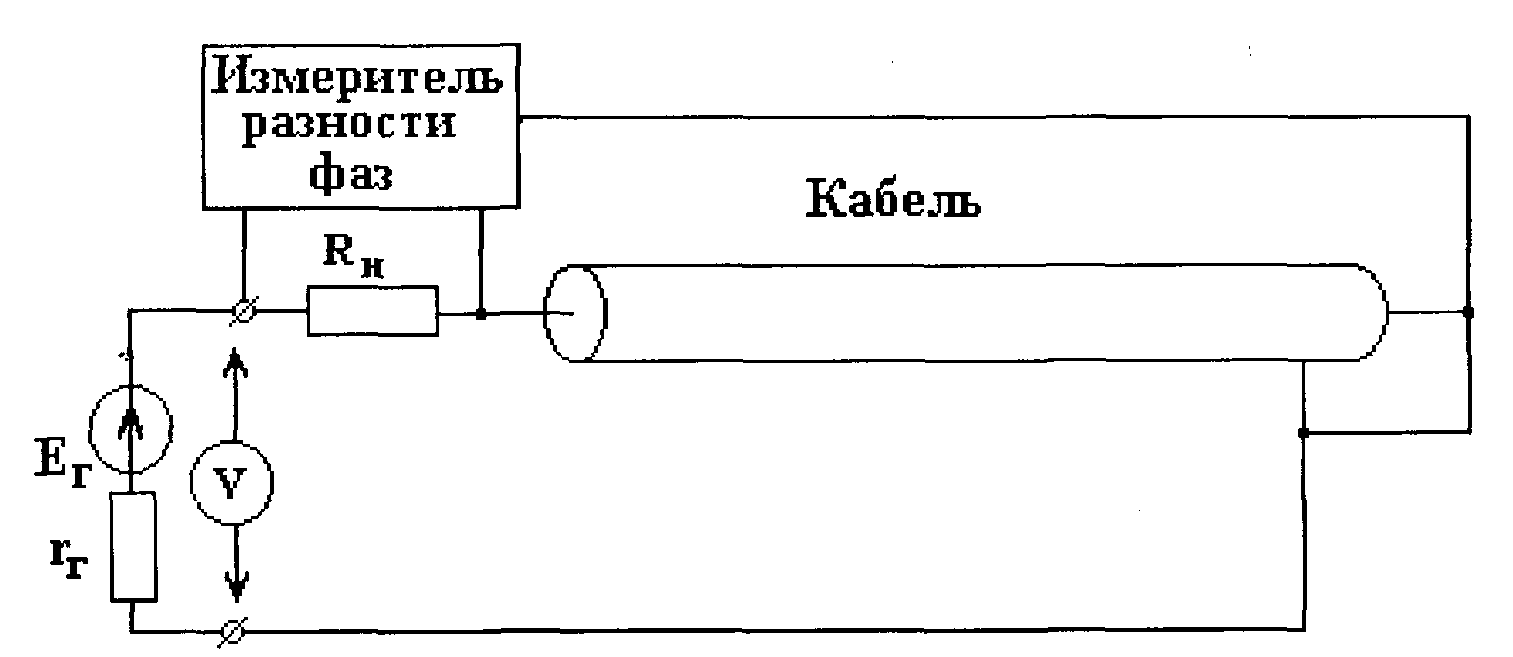 Измеритель
разности
фаз
Кабель
Rн
Eг
V
rг